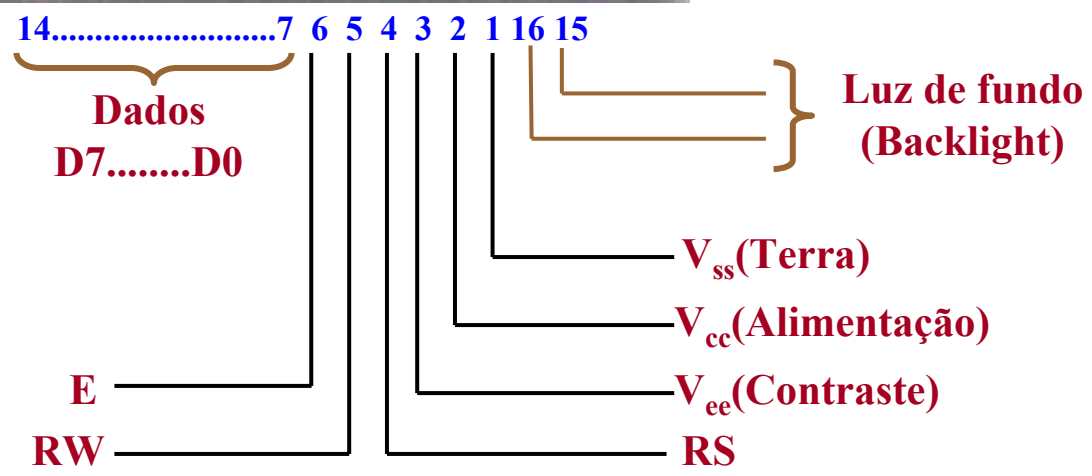 14..........................7 6 5 4 3 2 1 16 15
Dados
D7........D0
Luz de fundo
(Backlight)
Vss(Terra)
Vcc(Alimentação)
E
Vee(Contraste)
RW
RS